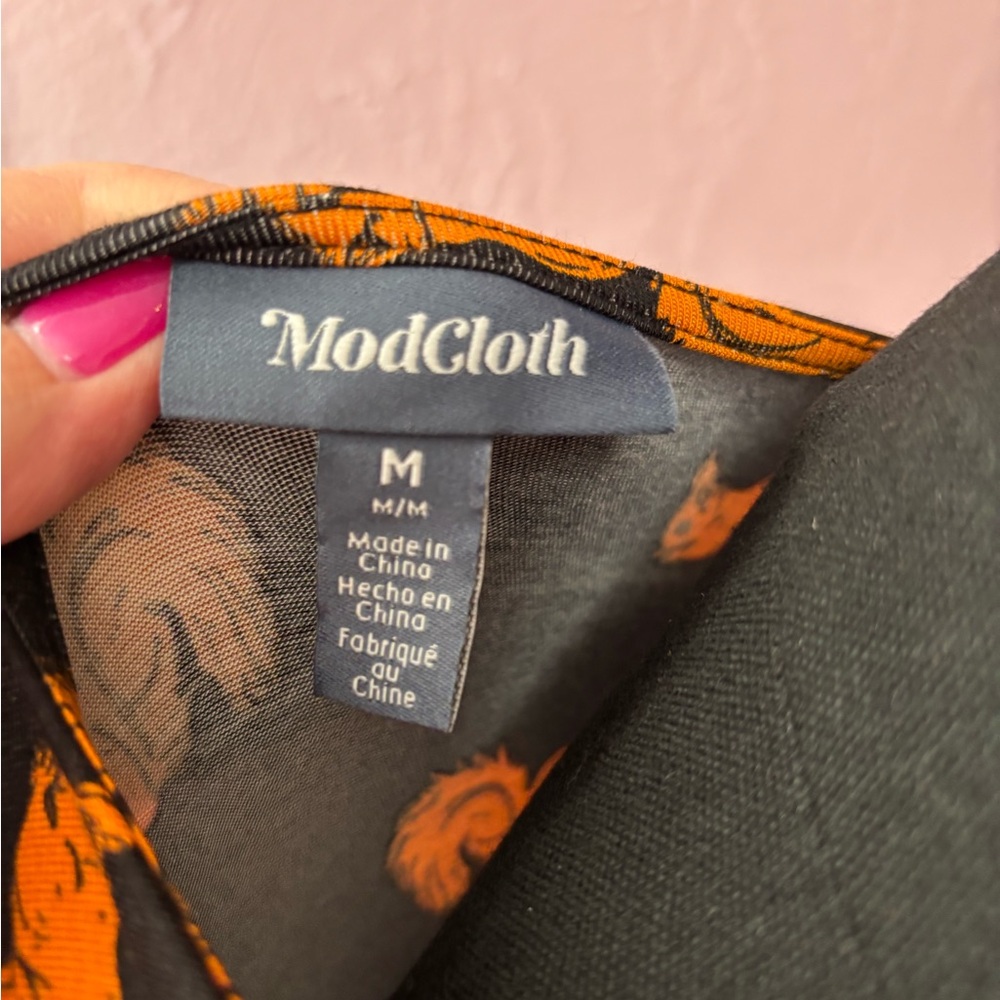 ModCloth
M
M/M
Made in
China
Hecho en
China
Fabriqué
au
Chine